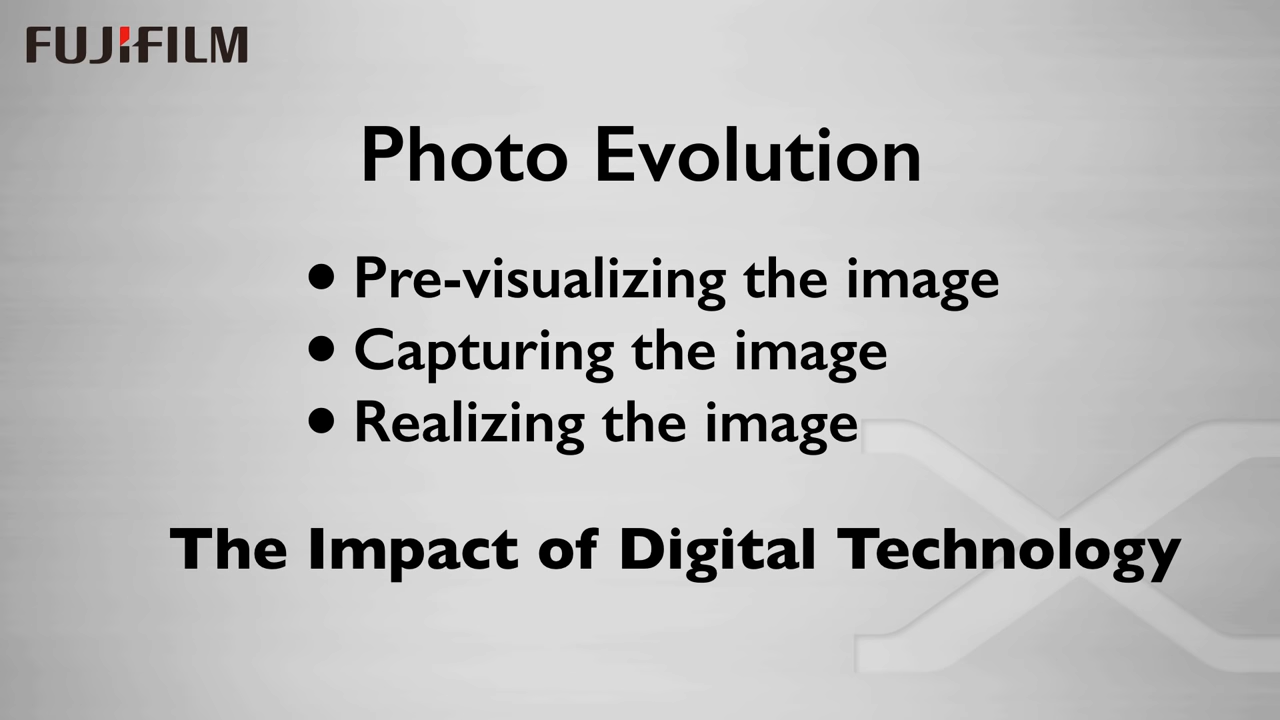 FUJIFILM
Photo Evolution
• Pre-visualizing the image
• Capturing the image
• Realizing the image
The Impact of Digital Technology